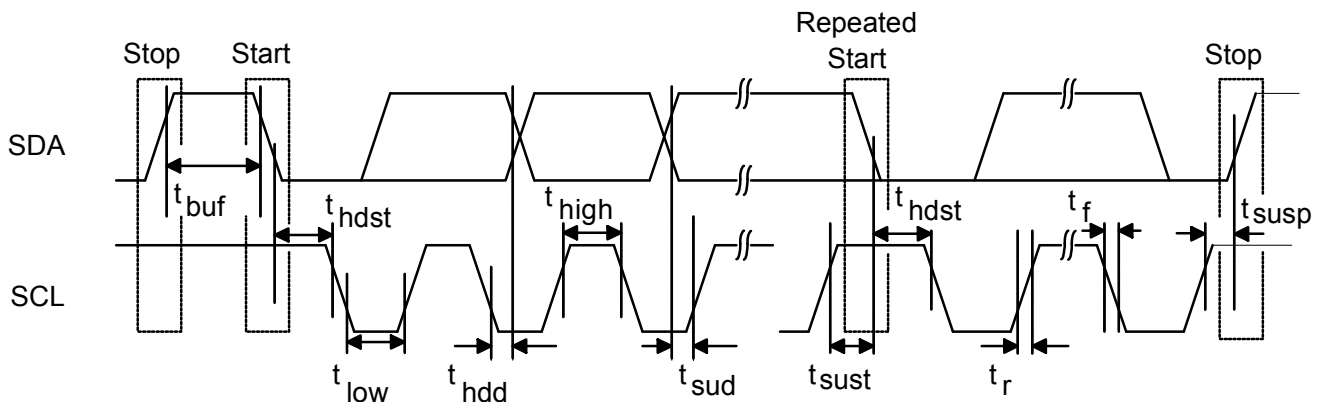 Repeated
Stop Start Start Stop
SDA
t buf
t hdst
t high
t hdst
t f
t susp
SCL
t low
t hdd
t sud
t sust
t r